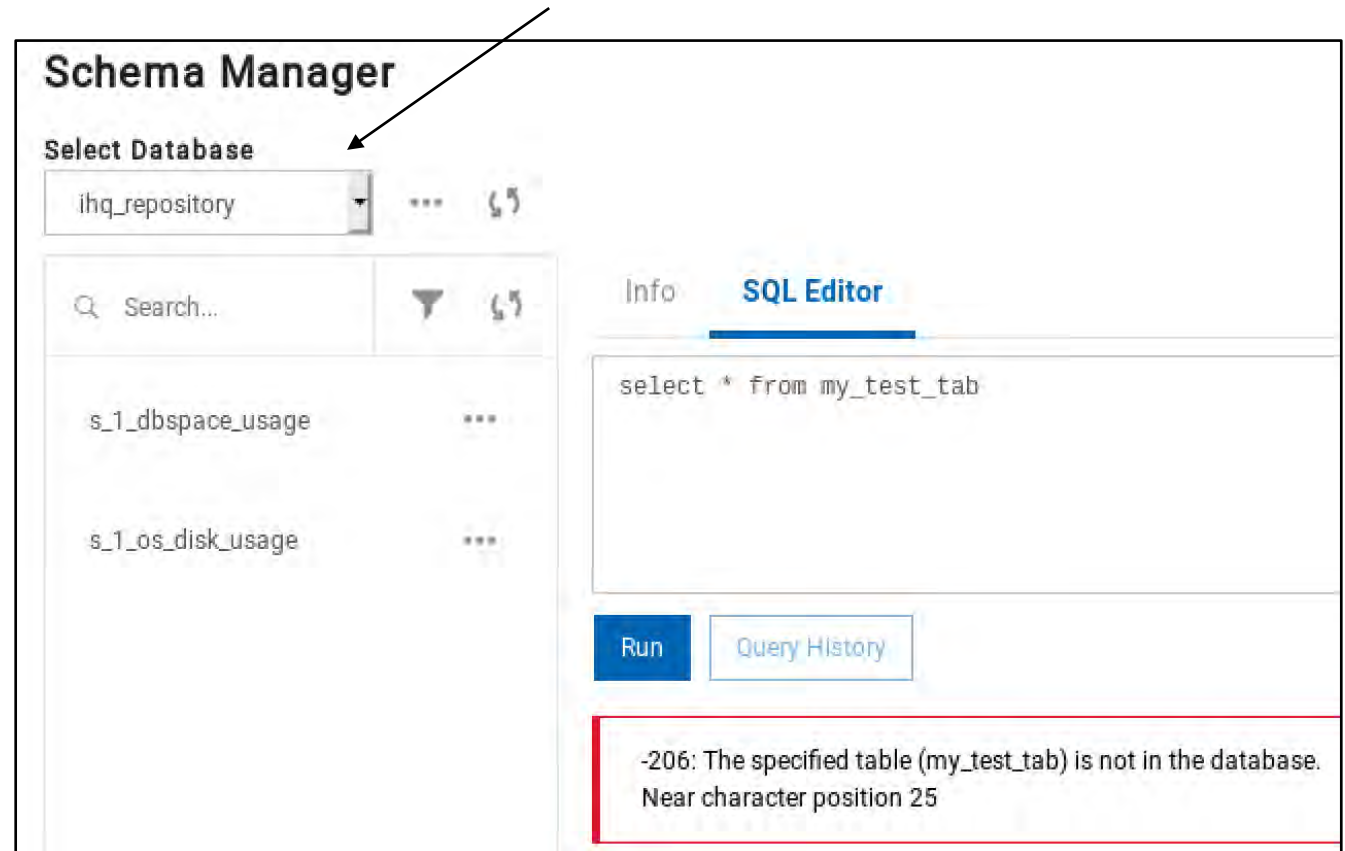 Schema Manager
Select Database
ihq_repository
Search...
Info SQL Editor
s_1_dbspace_usage
s_1_os_disk_usage
select * from my_test_tab
Run Query History
-206: The specified table (my_test_tab) is not in the database.
Near character position 25